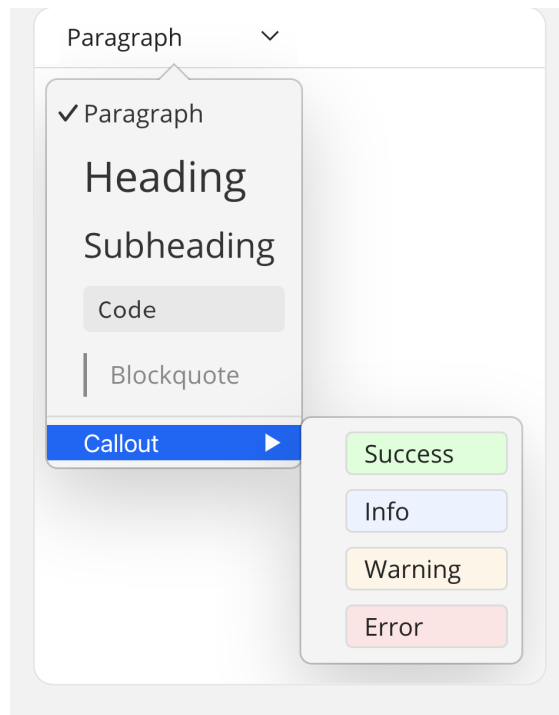 Paragraph
Paragraph
Heading
Subheading
Code
Blockquote
Callout
Success
Info
Warning
Error